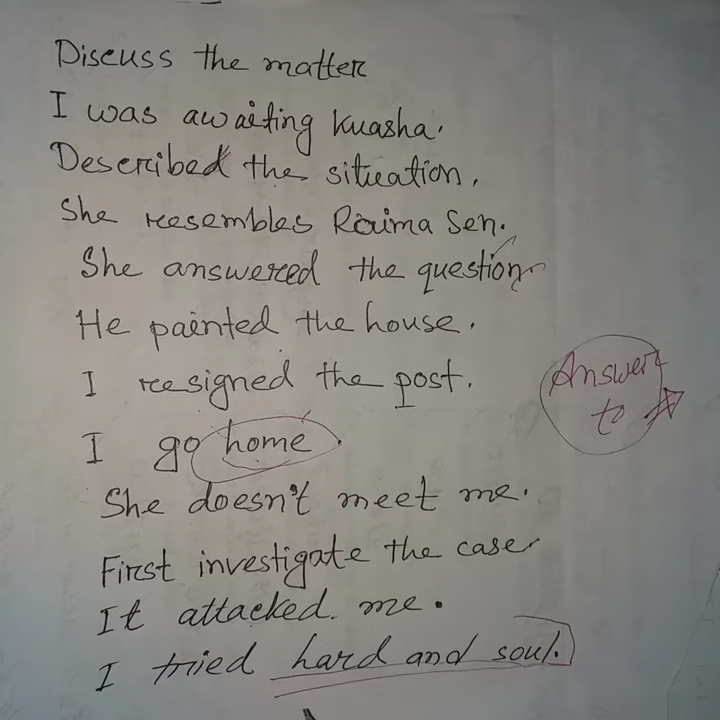 Discuss the matter
I was awaiting Kuasha.
Described the situation.
She resembles Raima Sen.
She answered the question
He painted the house.
I resigned the post.
Answer
to
I go home.
She doesn't meet me.
First investigate the case
It attacked me.
I tried hard and soul.